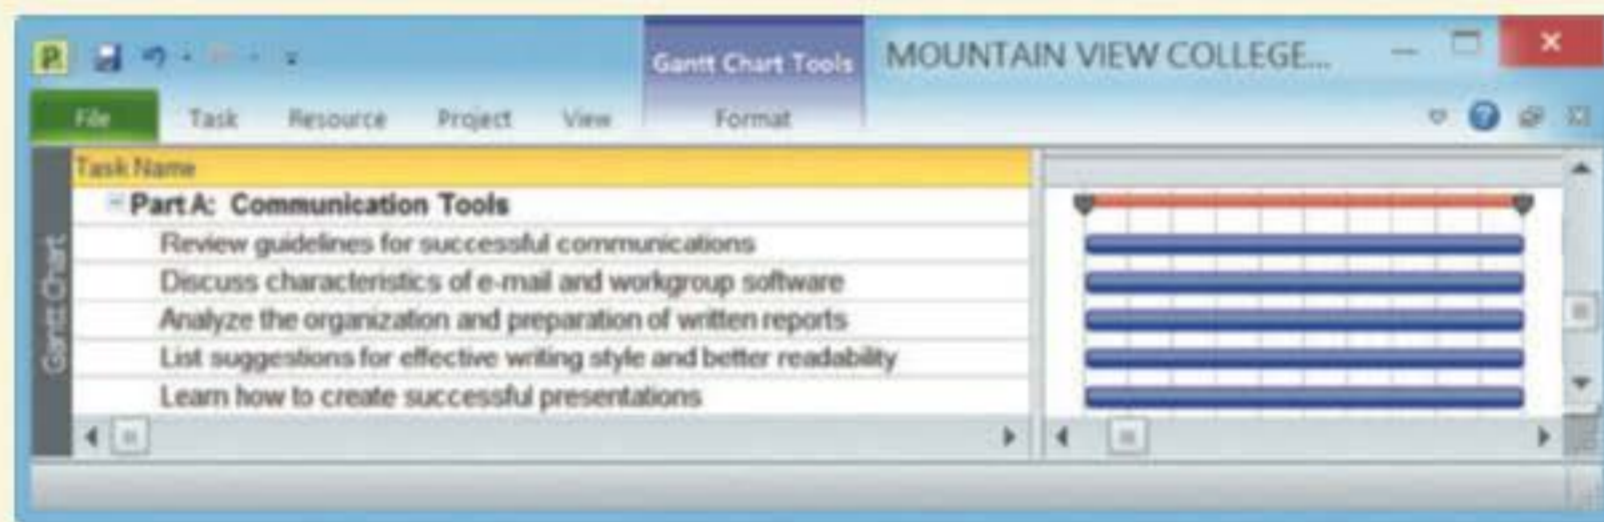 Gantt Chart Tools
MOUNTAIN VIEW COLLEGE...
File Task Resource Project View Format
Task Name
Part A: Communication Tools
Review guidelines for successful communications
Discuss characteristics of e-mail and workgroup software
Analyze the organization and preparation of written reports
List suggestions for effective writing style and better readability
Learn how to create successful presentations
Gantt Chart